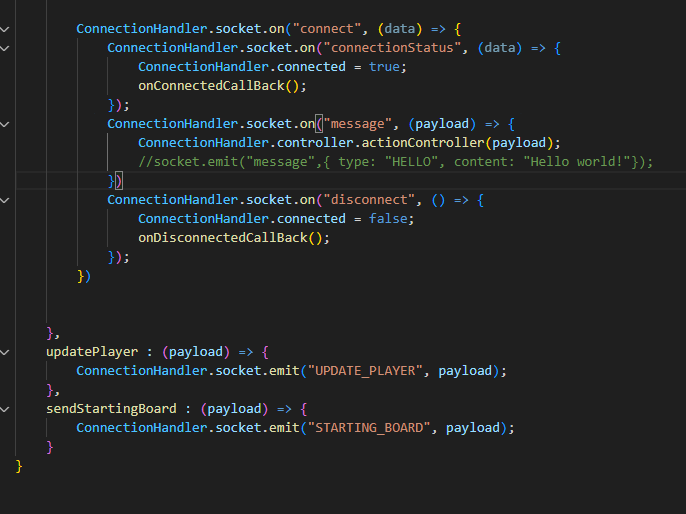 ConnectionHandler.socket.on("connect", (data) => {
ConnectionHandler.socket.on("connectionStatus", (data) => {
ConnectionHandler.connected = true;
onConnectedCallBack();
});
ConnectionHandler.socket.on("message", (payload) => {
ConnectionHandler.controller.actionController(payload);
//socket.emit("message",{ type: "HELLO", content: "Hello world!"});
})
ConnectionHandler.socket.on("disconnect", () => {
ConnectionHandler.connected = false;
onDisconnectedCallBack();
});
})
},
updatePlayer : (payload) => {
ConnectionHandler.socket.emit("UPDATE_PLAYER", payload);
},
sendStartingBoard : (payload) => {
ConnectionHandler.socket.emit("STARTING_BOARD", payload);
}
}